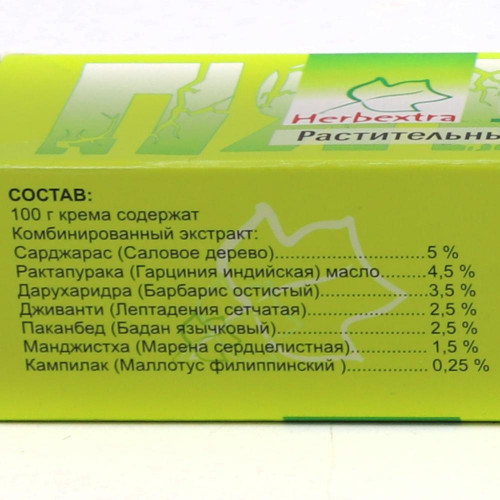 Herbextra
Растительны
СОСТАВ:
100 г крема содержат
Комбинированный экстракт:
Сарджарас (Саловое дерево)..................5 %
Рактапурака (Гарциния индийская) масло....4,5 %
Дарухаридра (Барбарис остистый)..........3,5 %
Дживанти (Лептадения сетчатая)............2,5 %
Паканбед (Бадан язычковый)..................2,5 %
Манджистха (Марена сердцелистная)......1,5 %
Кампилак (Маллотус филиппинский )........0,25 %